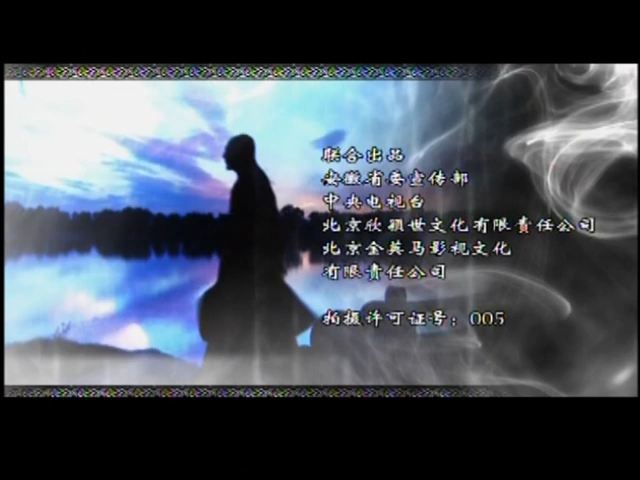 联合出品
安徽省委宣传部
中央电视台
北京欣颖世文化有限责任公司
北京金英马影视文化
有限责任公司
拍摄许可证号：005